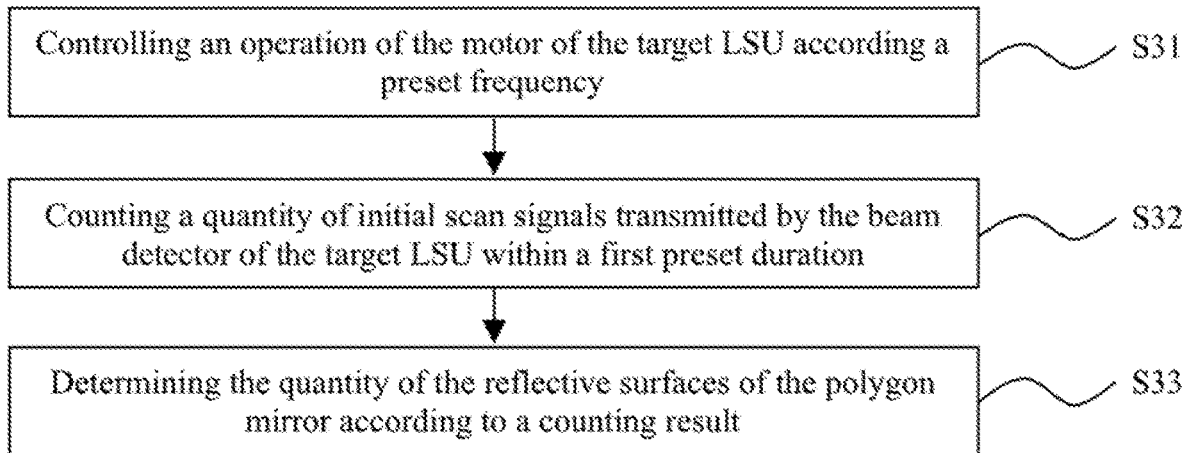 Controlling an operation of the motor of the target LSU according a
preset frequency
S31
Counting a quantity of initial scan signals transmitted by the beam
detector of the target LSU within a first preset duration
S32
Determining the quantity of the reflective surfaces of the polygon
mirror according to a counting result
S33